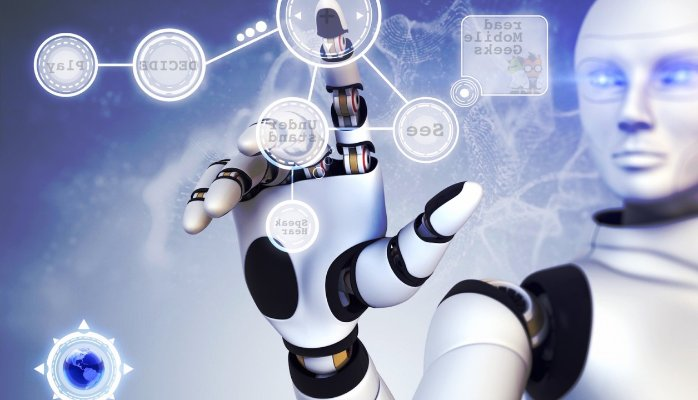 Play
DECIDE
read
Mobile
Geeks
Under
stand
See
Speak
Hear